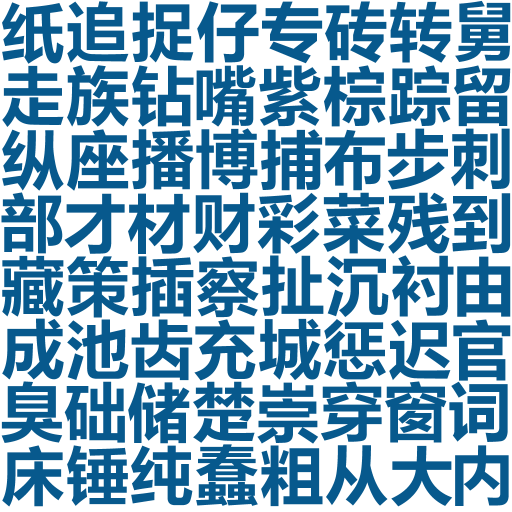 纸追捉仔专砖转舅
走族钻嘴紫棕踪留
纵座播博捕布步刺
部才材财彩菜残到
藏策插察扯沉衬由
成池齿充城惩迟官
臭础储楚崇穿窗词
床锤纯蠢粗从大内